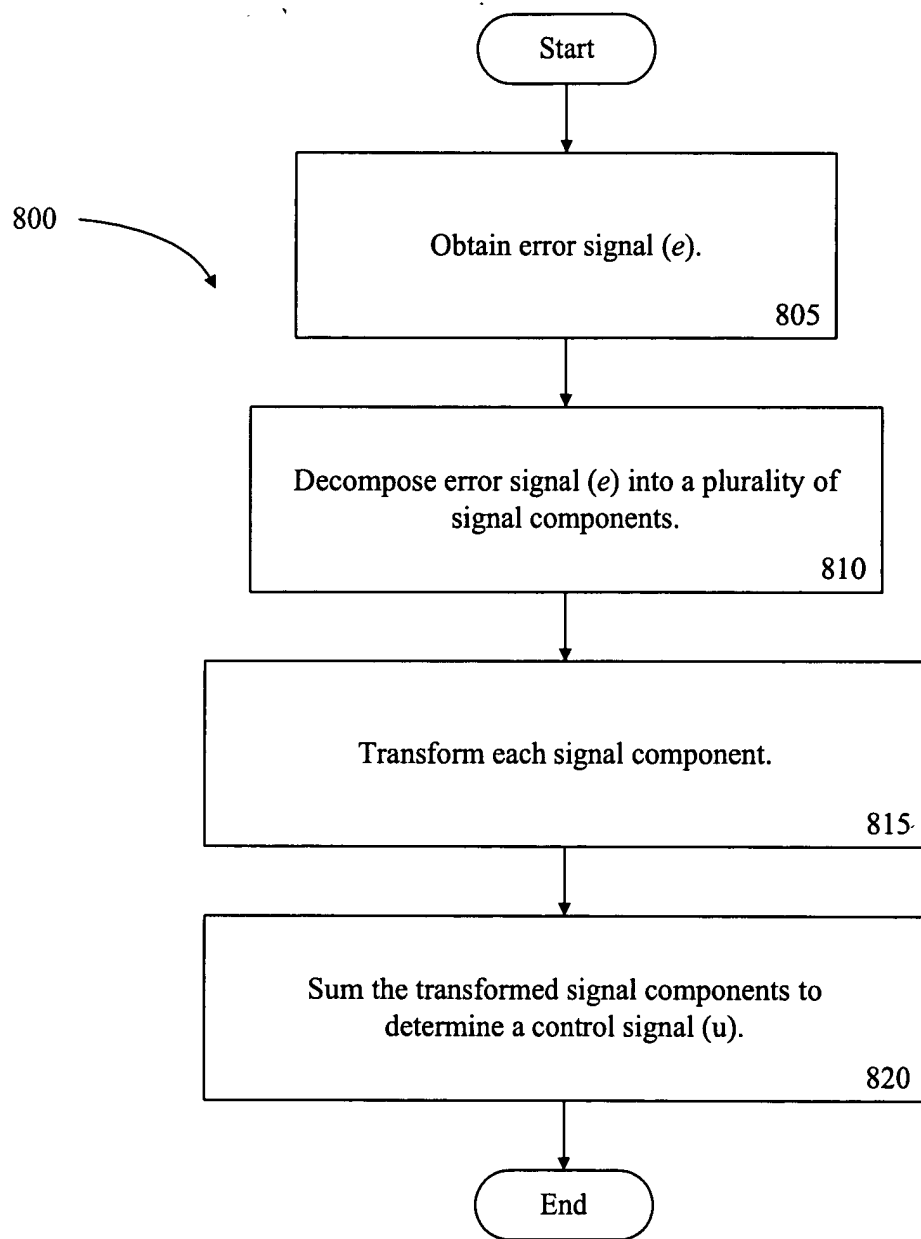 Start
800
Obtain error signal (e).
805
Decompose error signal (e) into a plurality of
signal components.
810
Transform each signal component.
815
Sum the transformed signal components to
determine a control signal (u).
820
End